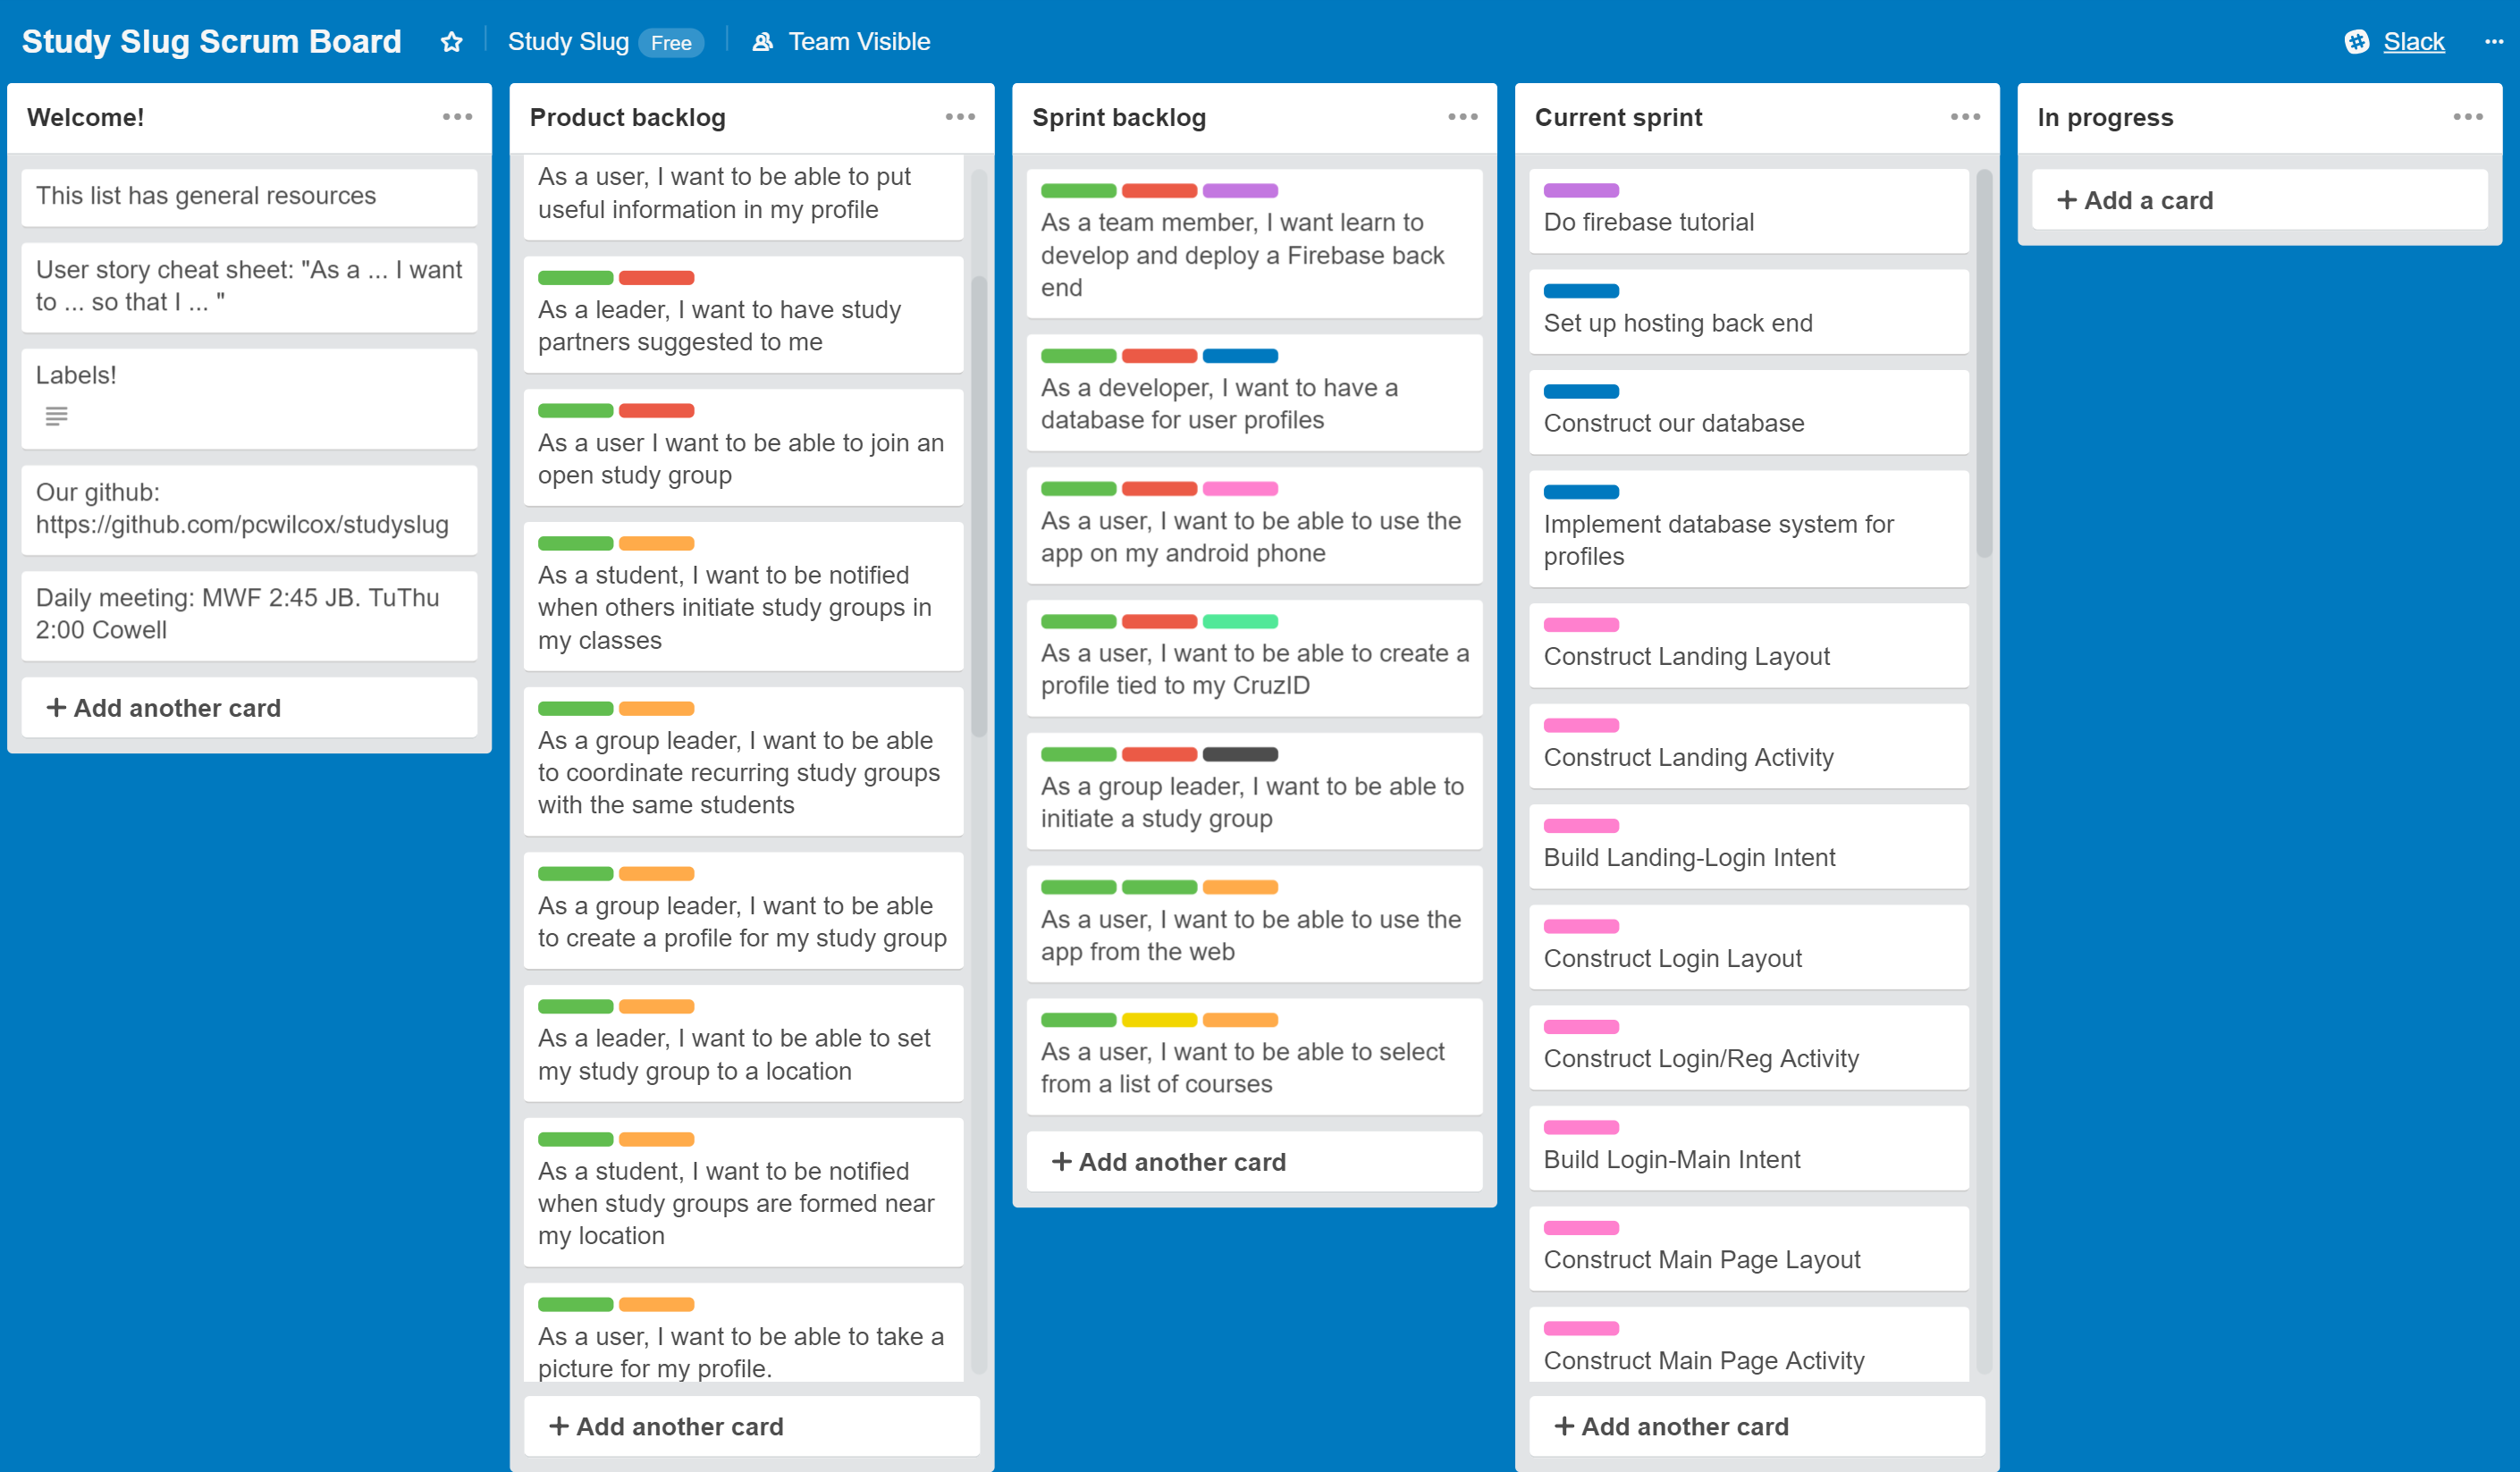 Study Slug Scrum Board
Study Slug Free
Team Visible
Slack
Welcome!
This list has general resources
User story cheat sheet: "As a ... I want
to ... so that I ... "
Labels!
Our github:
https://github.com/pcwilcox/studyslug
Daily meeting: MWF 2:45 JB. TuThu
2:00 Cowell
+ Add another card
Product backlog
As a user, I want to be able to put
useful information in my profile
As a leader, I want to have study
partners suggested to me
As a user I want to be able to join an
open study group
As a student, I want to be notified
when others initiate study groups in
my classes
As a group leader, I want to be able
to coordinate recurring study groups
with the same students
As a group leader, I want to be able
to create a profile for my study group
As a leader, I want to be able to set
my study group to a location
As a student, I want to be notified
when study groups are formed near
my location
As a user, I want to be able to take a
picture for my profile.
+ Add another card
Sprint backlog
As a team member, I want learn to
develop and deploy a Firebase back
end
As a developer, I want to have a
database for user profiles
As a user, I want to be able to use the
app on my android phone
As a user, I want to be able to create a
profile tied to my CruzID
As a group leader, I want to be able to
initiate a study group
As a user, I want to be able to use the
app from the web
As a user, I want to be able to select
from a list of courses
+ Add another card
Current sprint
Do firebase tutorial
Set up hosting back end
Construct our database
Implement database system for
profiles
Construct Landing Layout
Construct Landing Activity
Build Landing-Login Intent
Construct Login Layout
Construct Login/Reg Activity
Build Login-Main Intent
Construct Main Page Layout
Construct Main Page Activity
+ Add another card
In progress
+ Add a card